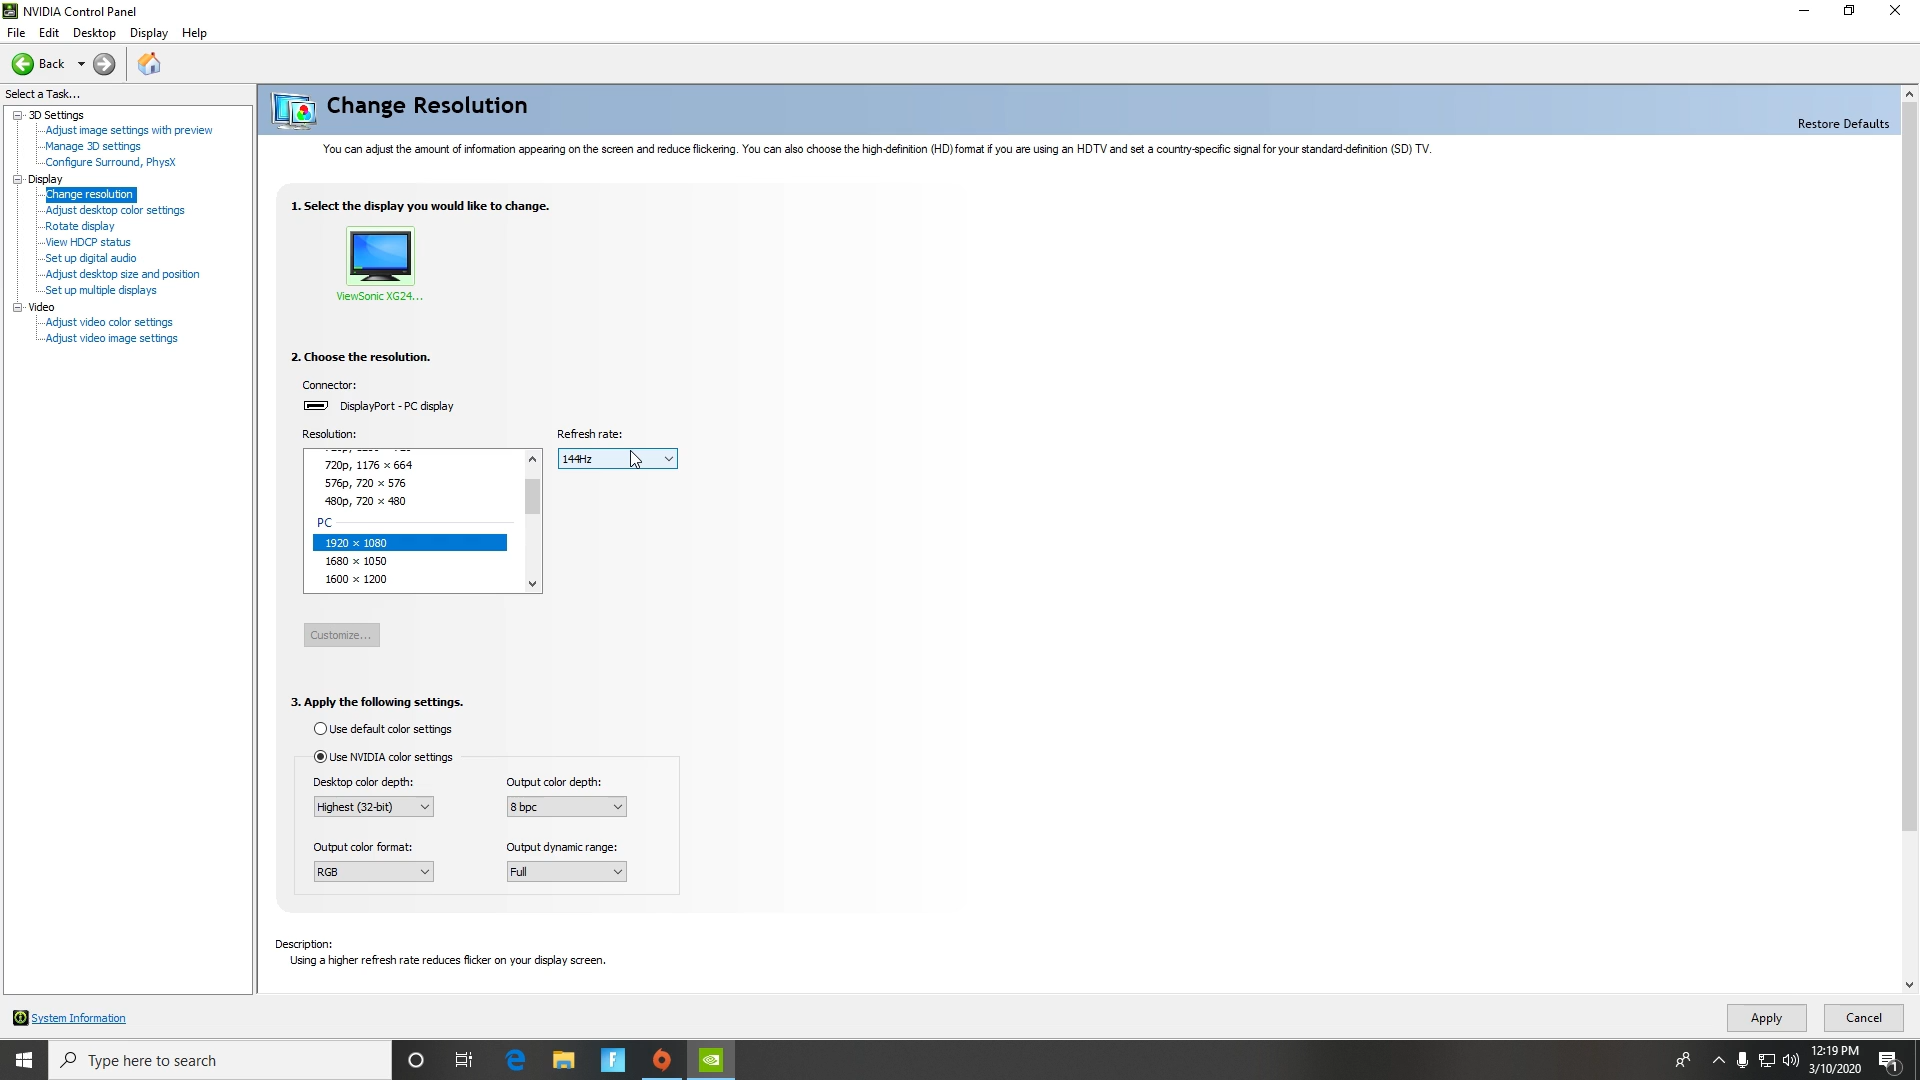 NVIDIA Control Panel
File Edit Desktop Display Help
Back
Select a Task...
3D Settings
Adjust image settings with preview
Manage 3D settings
Configure Surround, PhysX
Display
Change resolution
Adjust desktop color settings
Rotate display
View HDCP status
Set up digital audio
Adjust desktop size and position
Set up multiple displays
Video
Adjust video color settings
Adjust video image settings
Change Resolution
Restore Defaults
You can adjust the amount of information appearing on the screen and reduce flickering. You can also choose the high-definition (HD) format if you are using an HDTV and set a country-specific signal for your standard-definition (SD) TV.
1. Select the display you would like to change.
ViewSonic XG24...
2. Choose the resolution.
Connector:
DisplayPort - PC display
Resolution:
720p, 1176 × 664
576p, 720 × 576
480p, 720 × 480
PC
1920 × 1080
1680 × 1050
1600 × 1200
Refresh rate:
144Hz
Customize...
3. Apply the following settings.
Use default color settings
Use NVIDIA color settings
Desktop color depth: Output color depth:
Highest (32-bit) 8 bpc
Output color format: Output dynamic range:
RGB Full
Description:
Using a higher refresh rate reduces flicker on your display screen.
System Information
Apply Cancel
Type here to search
12:19 PM
3/10/2020
1